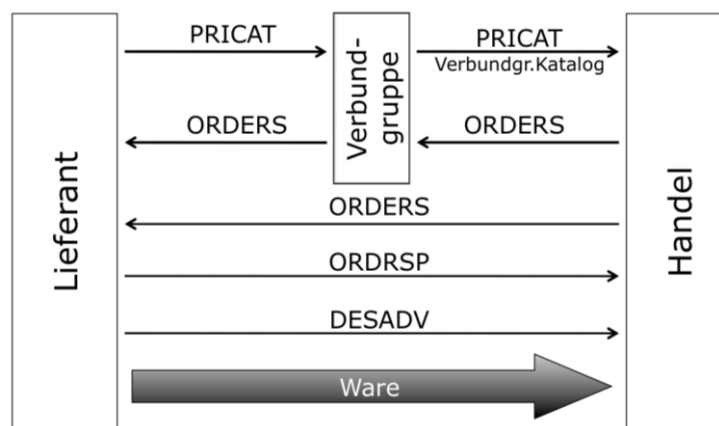 PRICAT
PRICAT
Verbundgr.Katalog
Verbund-
gruppe
ORDERS
ORDERS
Lieferant
Handel
ORDERS
ORDRSP
DESADV
Ware